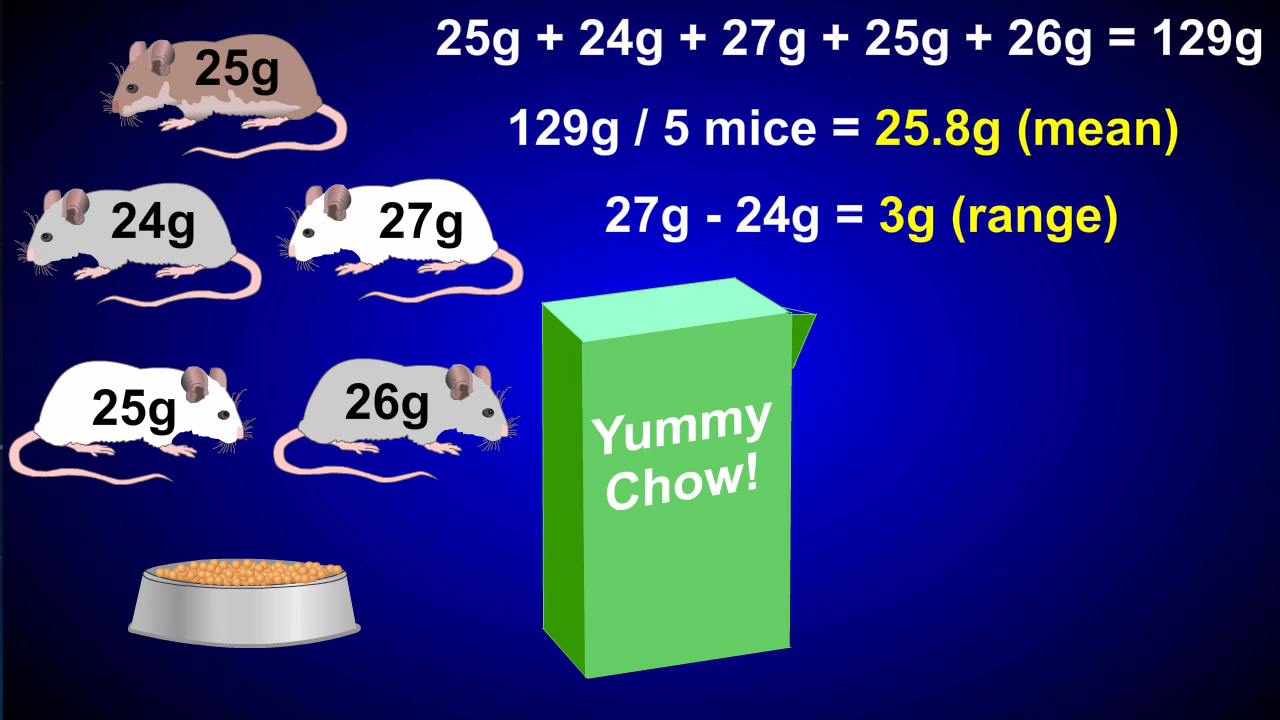 25g + 24g + 27g + 25g + 26g = 129g
25g
129g / 5 mice = 25.8g (mean)
24g
27g
27g - 24g = 3g (range)
25g
26g
Yummy
Chow!